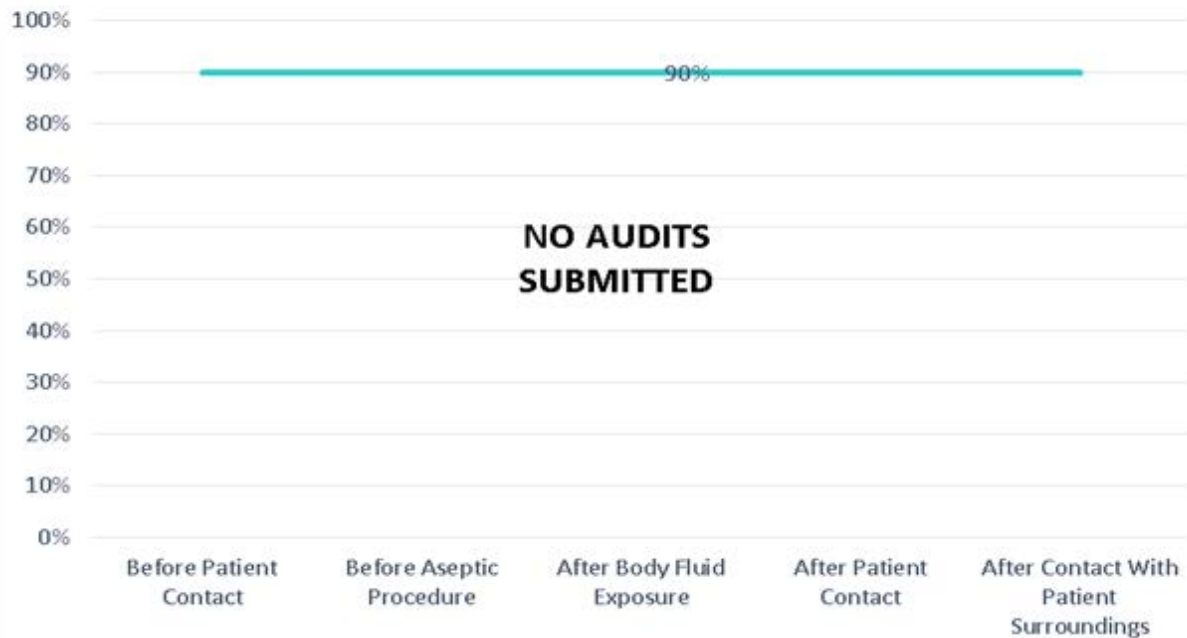 100%
90%
90%
80%
70%
60%
NO AUDITS
50%
SUBMITTED
40%
30%
20%
10%
0%
Before Patient
Contact
Before Aseptic
Procedure
After Body Fluid
Exposure
After Patient
Contact
After Contact With
Patient
Surroundings